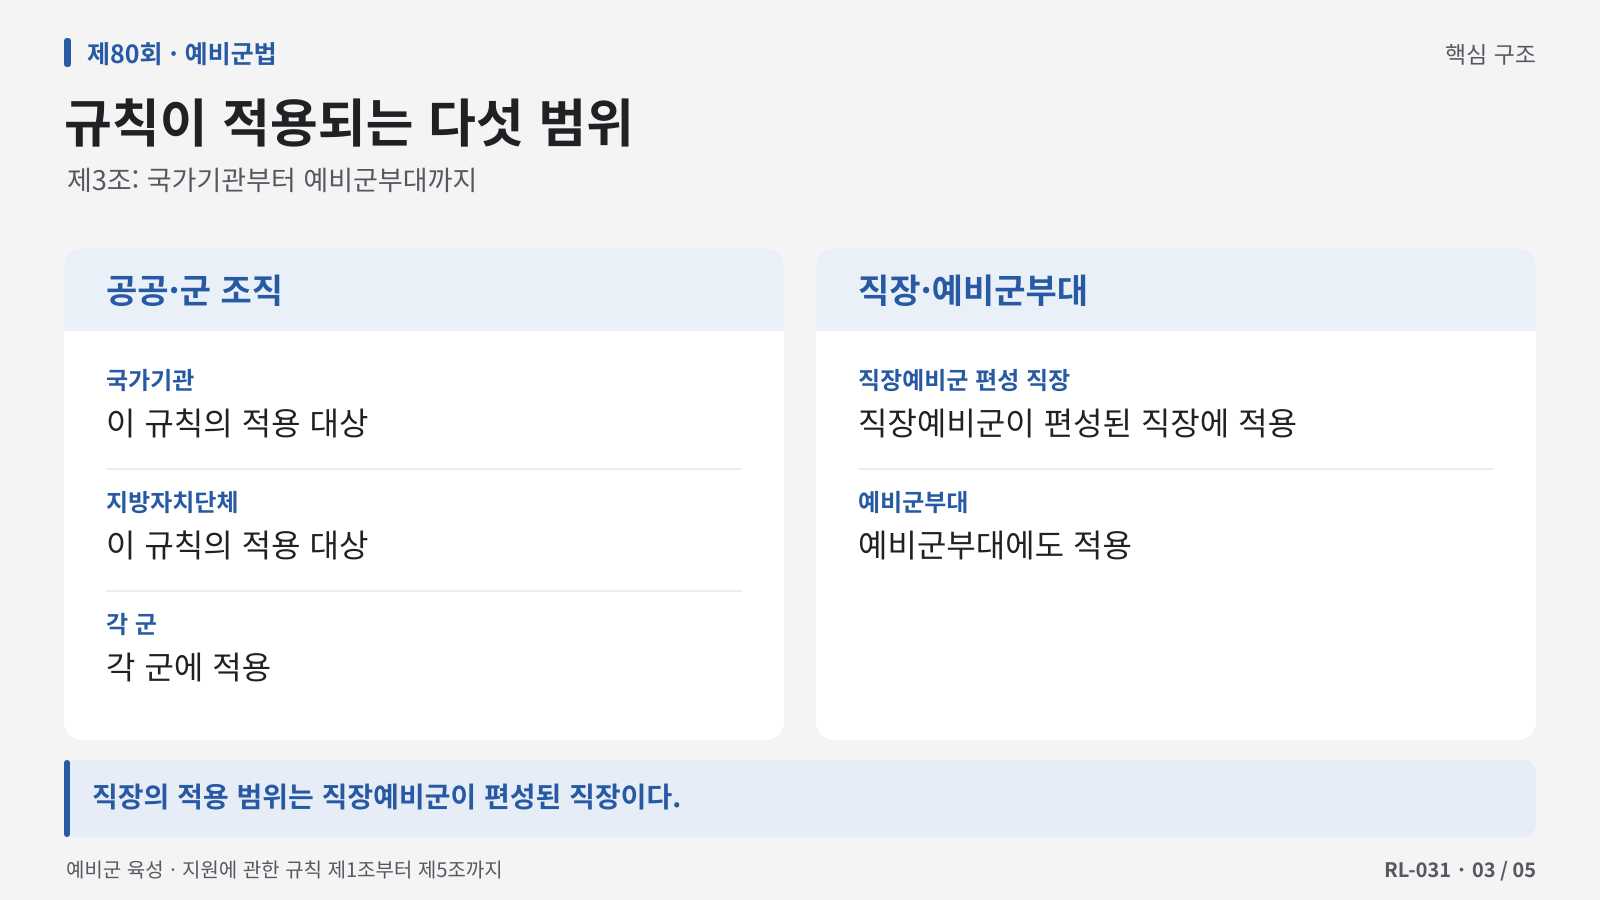 제80회 · 예비군법
핵심 구조
규칙이 적용되는 다섯 범위
제3조: 국가기관부터 예비군부대까지
공공·군 조직
국가기관
이 규칙의 적용 대상
지방자치단체
이 규칙의 적용 대상
각 군
각 군에 적용
직장·예비군부대
직장예비군 편성 직장
직장예비군이 편성된 직장에 적용
예비군부대
예비군부대에도 적용
직장의 적용 범위는 직장예비군이 편성된 직장이다.
예비군 육성 · 지원에 관한 규칙 제1조부터 제5조까지
RL-031 · 03 / 05